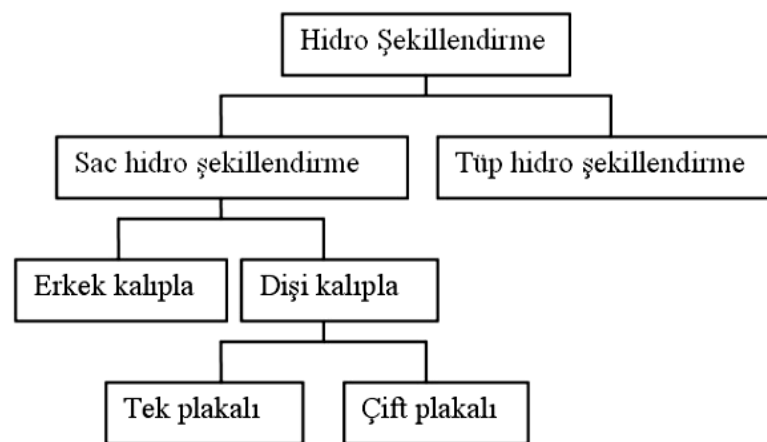 Hidro Şekillendirme
Sac hidro şekillendirme
Tüp hidro şekillendirme
Erkek kalıpla
Dişi kalıpla
Tek plakalı
Çift plakalı